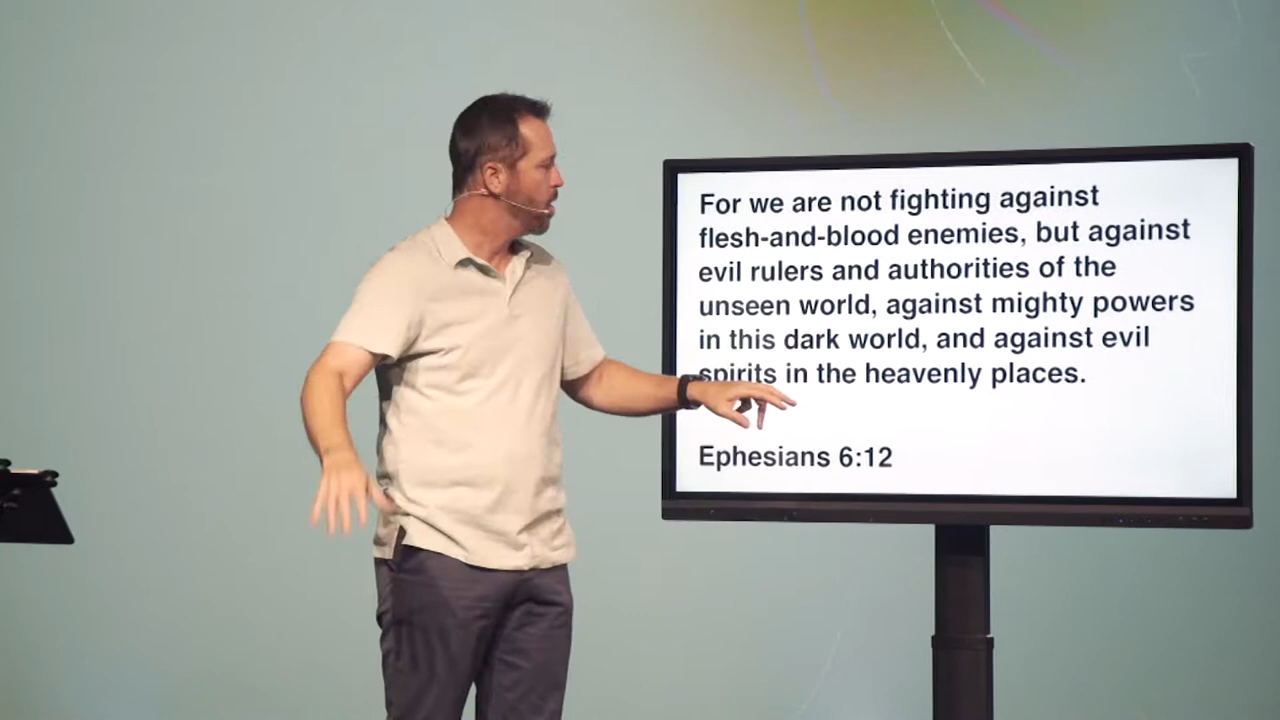 For we are not fighting against
flesh-and-blood enemies, but against
evil rulers and authorities of the
unseen world, against mighty powers
in this dark world, and against evil
spirits in the heavenly places.
Ephesians 6:12